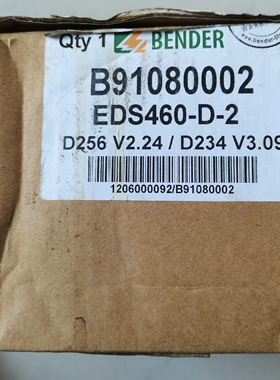 Qty 1 BENDER
B91080002
EDS460-D-2
D256 V2.24 / D234 V3.09
1206000092/B91080002